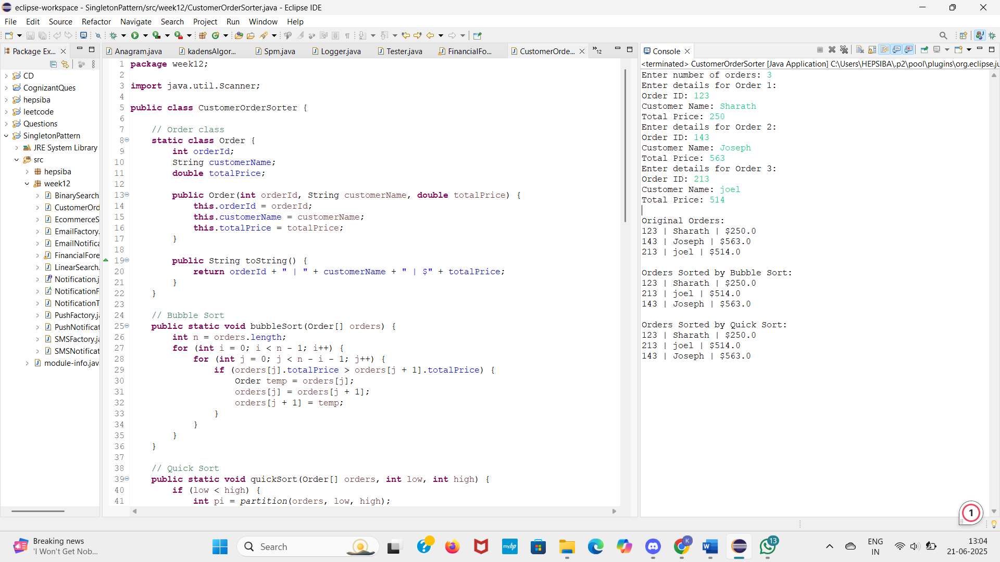 eclipse-workspace - SingletonPattern/src/week12/CustomerOrderSorter.java - Eclipse IDE
File Edit Source Refactor Navigate Search Project Run Window Help
Package Ex...
CD
CognizantQues
hepsiba
leetcode
Questions
SingletonPattern
JRE System Library
src
hepsiba
week12
BinarySearch
CustomerOrd
EcommerceS
EmailFactory.
EmailNotifica
FinancialFore
LinearSearch.
Notification.j
NotificationF
NotificationT
PushFactory.ja
PushNotificat
SMSFactory.ja
SMSNotificat
module-info.java
Anagram.java kadensAlgor... Spm.java Logger.java Tester.java FinancialFo... CustomerOrde... »12
1 package week12;
2
3 import java.util.Scanner;
4
5 public class CustomerOrderSorter {
6
7 // Order class
8 static class Order {
9 int orderId;
10 String customerName;
11 double totalPrice;
12
13 public Order(int orderId, String customerName, double totalPrice) {
14 this.orderId = orderId;
15 this.customerName = customerName;
16 this.totalPrice = totalPrice;
17 }
18
19 public String toString() {
20 return orderId + " | " + customerName + " | $" + totalPrice;
21 }
22 }
23
24 // Bubble Sort
25 public static void bubbleSort(Order[] orders) {
26 int n = orders.length;
27 for (int i = 0; i < n - 1; i++) {
28 for (int j = 0; j < n - i - 1; j++) {
29 if (orders[j].totalPrice > orders[j + 1].totalPrice) {
30 Order temp = orders[j];
31 orders[j] = orders[j + 1];
32 orders[j + 1] = temp;
33 }
34 }
35 }
36 }
37
38 // Quick Sort
39 public static void quickSort(Order[] orders, int low, int high) {
40 if (low < high) {
41 int pi = partition(orders, low, high);
Console
<terminated> CustomerOrderSorter [Java Application] C:\Users\HEPSIBA\.p2\pool\plugins\org.eclipse.ju
Enter number of orders: 3
Enter details for Order 1:
Order ID: 123
Customer Name: Sharath
Total Price: 250
Enter details for Order 2:
Order ID: 143
Customer Name: Joseph
Total Price: 563
Enter details for Order 3:
Order ID: 213
Customer Name: joel
Total Price: 514
Original Orders:
123 | Sharath | $250.0
143 | Joseph | $563.0
213 | joel | $514.0
Orders Sorted by Bubble Sort:
123 | Sharath | $250.0
213 | joel | $514.0
143 | Joseph | $563.0
Orders Sorted by Quick Sort:
123 | Sharath | $250.0
213 | joel | $514.0
143 | Joseph | $563.0
1
Breaking news
'I Won't Get Nob...
Search
myhp
K
W
13
ENG
IN
13:04
21-06-2025